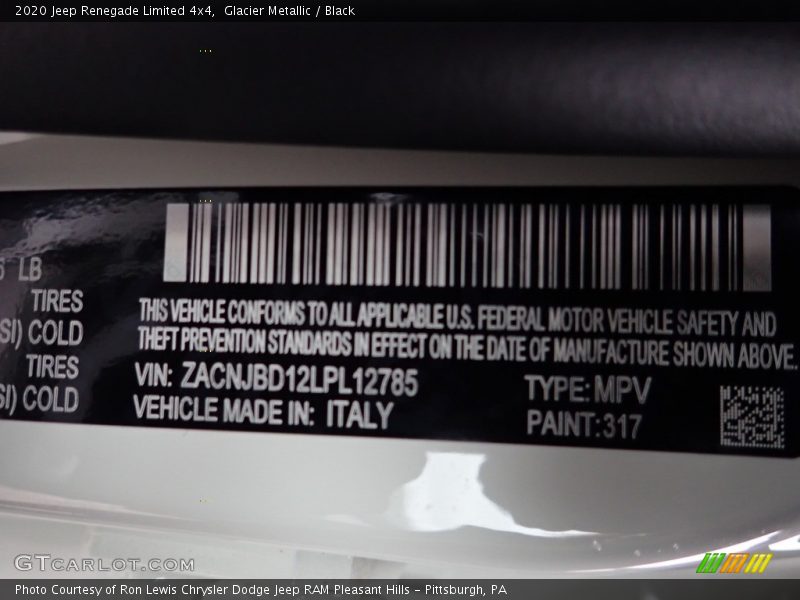 2020 Jeep Renegade Limited 4x4,  Glacier Metallic / Black
LB
TIRES
SI) COLD
TIRES
SI) COLD
THIS VEHICLE CONFORMS TO ALL APPLICABLE U.S. FEDERAL MOTOR VEHICLE SAFETY AND
THEFT PREVENTION STANDARDS IN EFFECT ON THE DATE OF MANUFACTURE SHOWN ABOVE.
VIN: ZACNJBD12LPL12785
TYPE: MPV
VEHICLE MADE IN: ITALY
PAINT: 317
GTCARLOT.COM
Photo Courtesy of Ron Lewis Chrysler Dodge Jeep RAM Pleasant Hills - Pittsburgh, PA